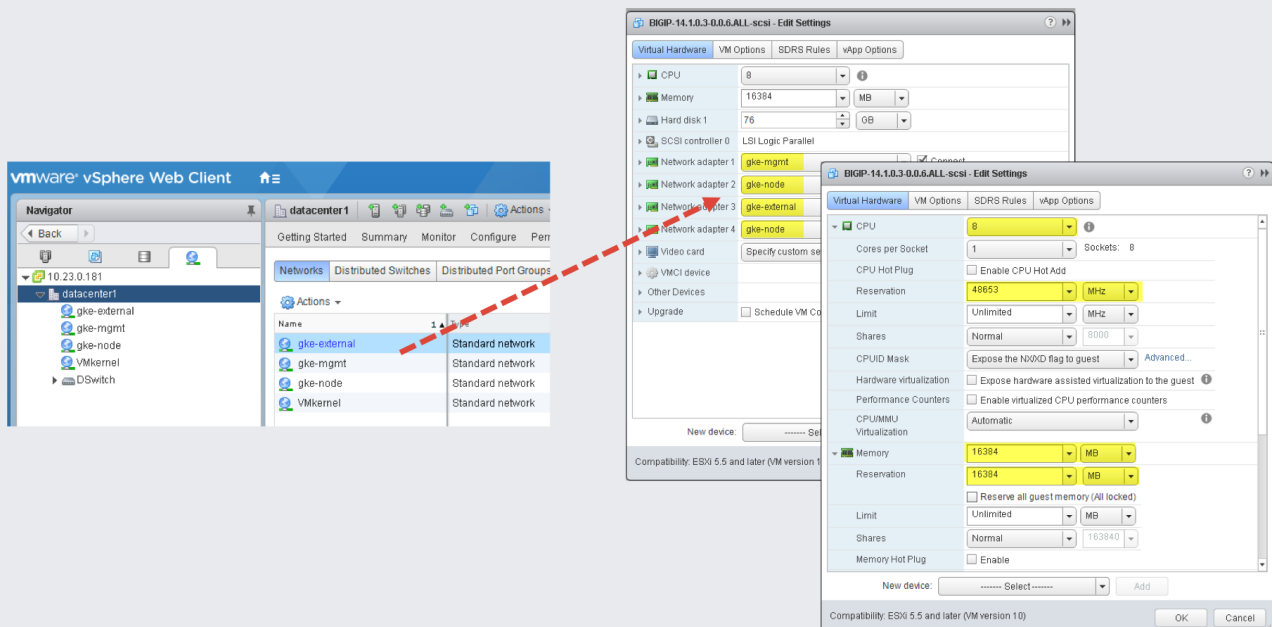 vmware® vSphere Web Client
Navigator
Back
10.23.0.181
datacenter1
gke-external
gke-mgmt
gke-node
VMkernel
DSwitch
datacenter1
Actions
Getting Started Summary Monitor Configure Perm
Networks Distributed Switches Distributed Port Groups
Actions
Name 1 Type
gke-external Standard network
gke-mgmt Standard network
gke-node Standard network
VMkernel Standard network
BIGIP-14.1.0.3-0.0.6.ALL-scsi - Edit Settings
Virtual Hardware VM Options SDRS Rules vApp Options
CPU 8
Memory 16384 MB
Hard disk 1 76 GB
SCSI controller 0 LSI Logic Parallel
Network adapter 1 gke-mgmt Connect
Network adapter 2 gke-node
Network adapter 3 gke-external
Network adapter 4 gke-node
Video card Specify custom se
VMCI device
Other Devices
Upgrade Schedule VM Co
New device: ------- Sel
Compatibility: ESXi 5.5 and later (VM version 1
BIGIP-14.1.0.3-0.0.6.ALL-scsi - Edit Settings
Virtual Hardware VM Options SDRS Rules vApp Options
CPU 8
Cores per Socket 1 Sockets: 8
CPU Hot Plug Enable CPU Hot Add
Reservation 48653 MHz
Limit Unlimited MHz
Shares Normal 8000
CPUID Mask Expose the NX/XD flag to guest Advanced...
Hardware virtualization Expose hardware assisted virtualization to the guest
Performance Counters Enable virtualized CPU performance counters
CPU/MMU
Virtualization
Automatic
Memory 16384 MB
Reservation 16384 MB
Reserve all guest memory (All locked)
Limit Unlimited MB
Shares Normal 163840
Memory Hot Plug Enable
New device: ------- Select ------- Add
Compatibility: ESXi 5.5 and later (VM version 10)
OK Cancel